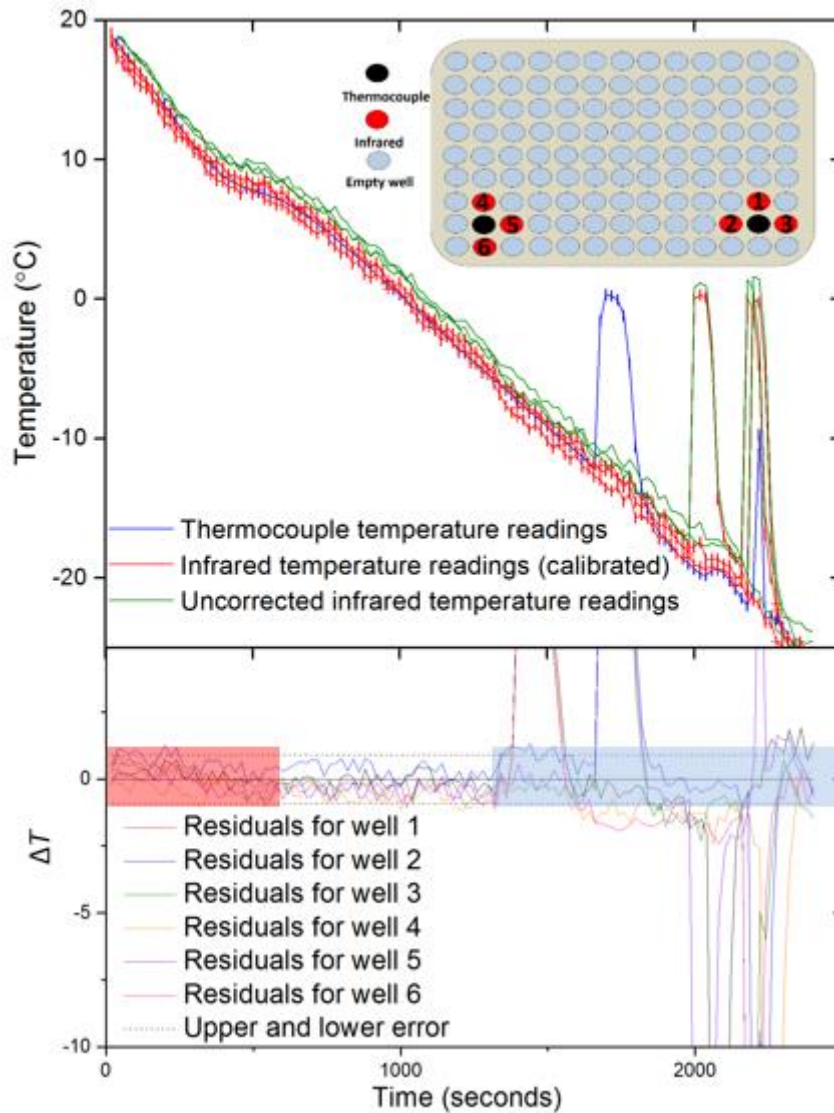 20
10
0
-10
-20
Temperature (°C)
Thermocouple
Infrared
Empty well
4
1
5
2
3
6
Thermocouple temperature readings
Infrared temperature readings (calibrated)
Uncorrected infrared temperature readings
0
-5
-10
ΔT
Residuals for well 1
Residuals for well 2
Residuals for well 3
Residuals for well 4
Residuals for well 5
Residuals for well 6
Upper and lower error
0
1000
2000
Time (seconds)